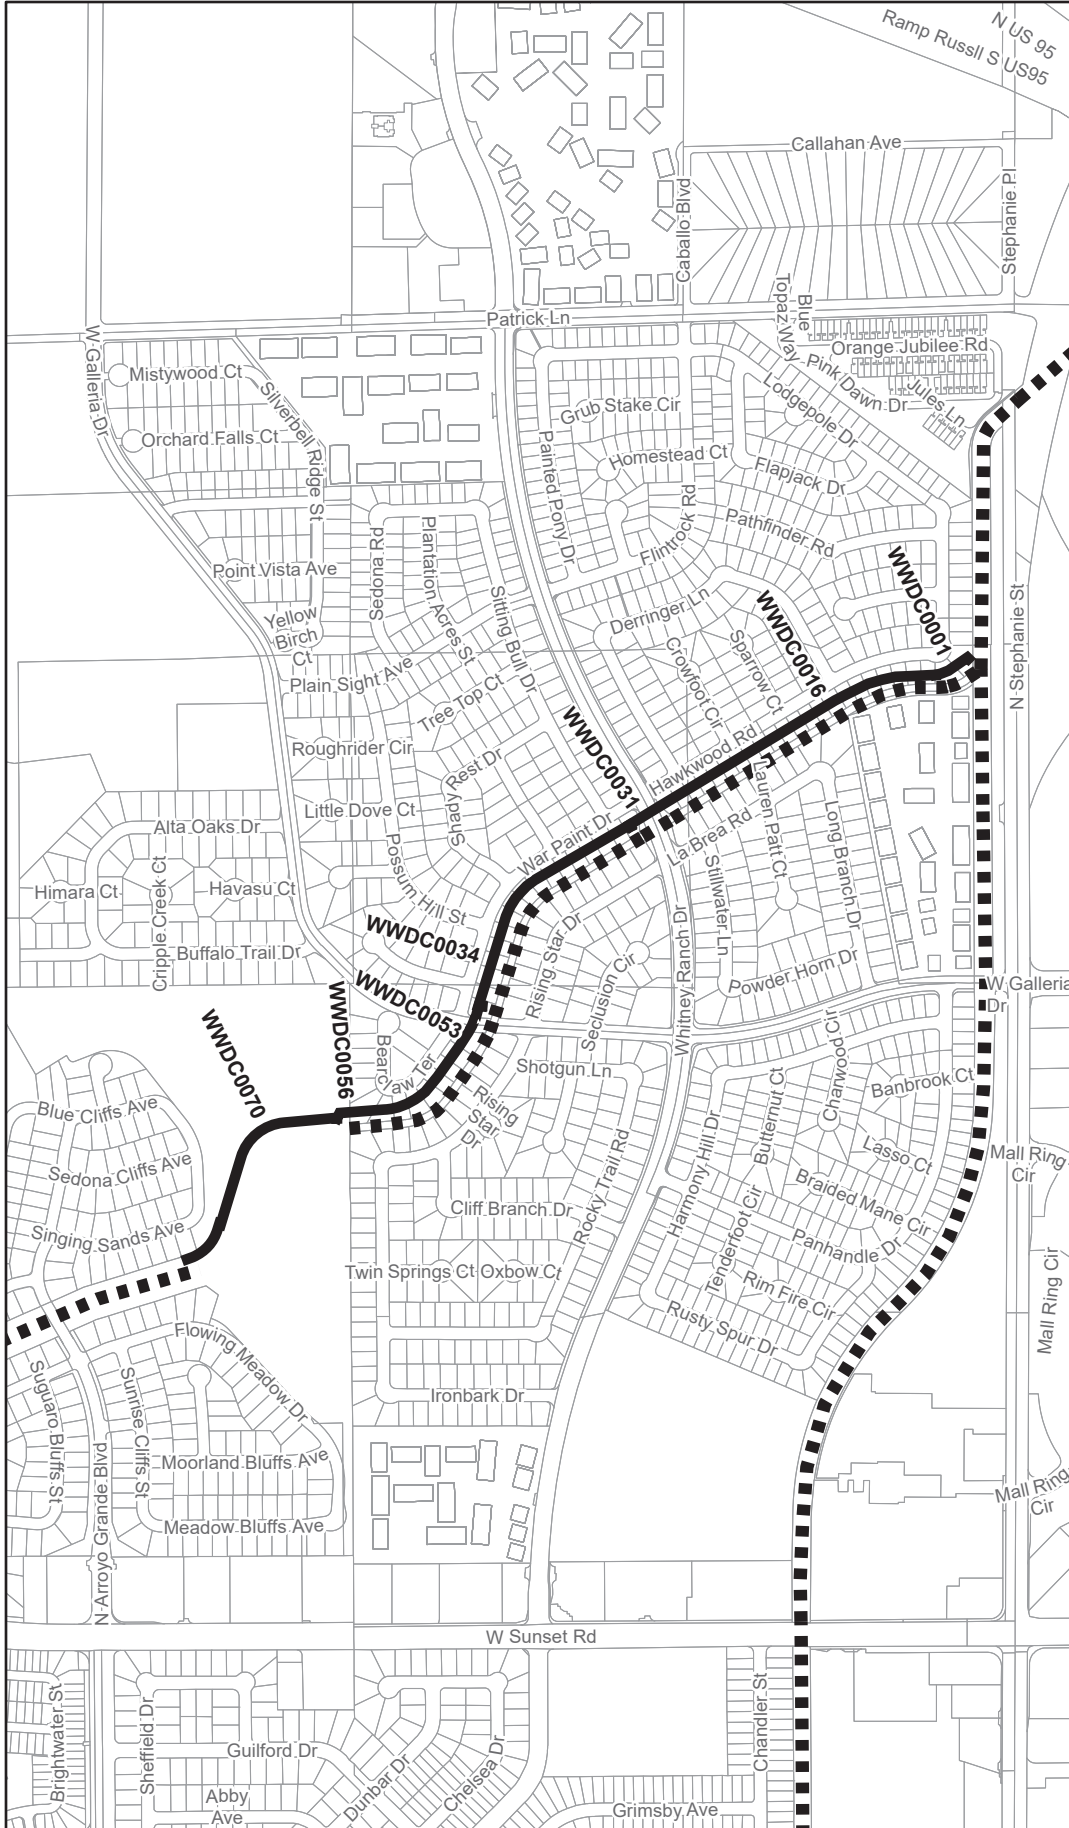 N US 95
Ramp Russll S US95
Callahan Ave
Caballo Blvd
Stephanie Pl
Patrick Ln
Blue
Topaz Way
Orange Jubilee Rd
Pink Dawn Dr
Jules Ln
W Galleria Dr
Mistywood Ct
Silverbell Ridge St
Orchard Falls Ct
Grub Stake Cir
Lodgepole Dr
Homestead Ct
Flapjack Dr
Painted Pony Dr
Flintrock Rd
Pathfinder Rd
Sedona Rd
Plantation Acres St
Sitting Bull Dr
Point Vista Ave
WWDC0001
Derringer Ln
WWDC0016
Yellow
Birch
Ct
N Stephanie St
Crowfoot Cir
Sparrow Ct
Plain Sight Ave
Tree Top Ct
WWDC0031
Roughrider Cir
Shady Rest Dr
Hawkwood Rd
Lauren Patt Ct
Little Dove Ct
Long Branch Dr
Alta Oaks Dr
War Paint Dr
La Brea Rd
Possum Hill St
Stillwater Ln
Himara Ct
Cripple Creek Ct
Havasu Ct
WWDC0034
Rising Star Dr
Buffalo Trail Dr
Seclusion Cir
Whitney Ranch Dr
Powder Horn Dr
W Galleria
Dr
WWDC0053
WWDC0056
WWDC0070
Bearclaw Ter
Shotgun Ln
Charwood Cir
Banbrook Ct
Rising
Star
Dr
Butternut Ct
Blue Cliffs Ave
Lasso Ct
Mall Ring
Cir
Sedona Cliffs Ave
Rocky Trail Rd
Harmony Hill Dr
Braided Mane Cir
Cliff Branch Dr
Singing Sands Ave
Tenderfoot Cir
Panhandle Dr
Twin Springs Ct
Oxbow Ct
Rim Fire Cir
Mall Ring Cir
Rusty Spur Dr
Flowing Meadow Dr
Suguaro Bluffs St
Sunrise Cliffs St
Ironbark Dr
Moorland Bluffs Ave
N Arroyo Grande Blvd
Mall Ring
Cir
Meadow Bluffs Ave
W Sunset Rd
Brightwater St
Sheffield Dr
Chandler St
Guilford Dr
Dunbar Dr
Chelsea Dr
Abby
Ave
Grimsby Ave